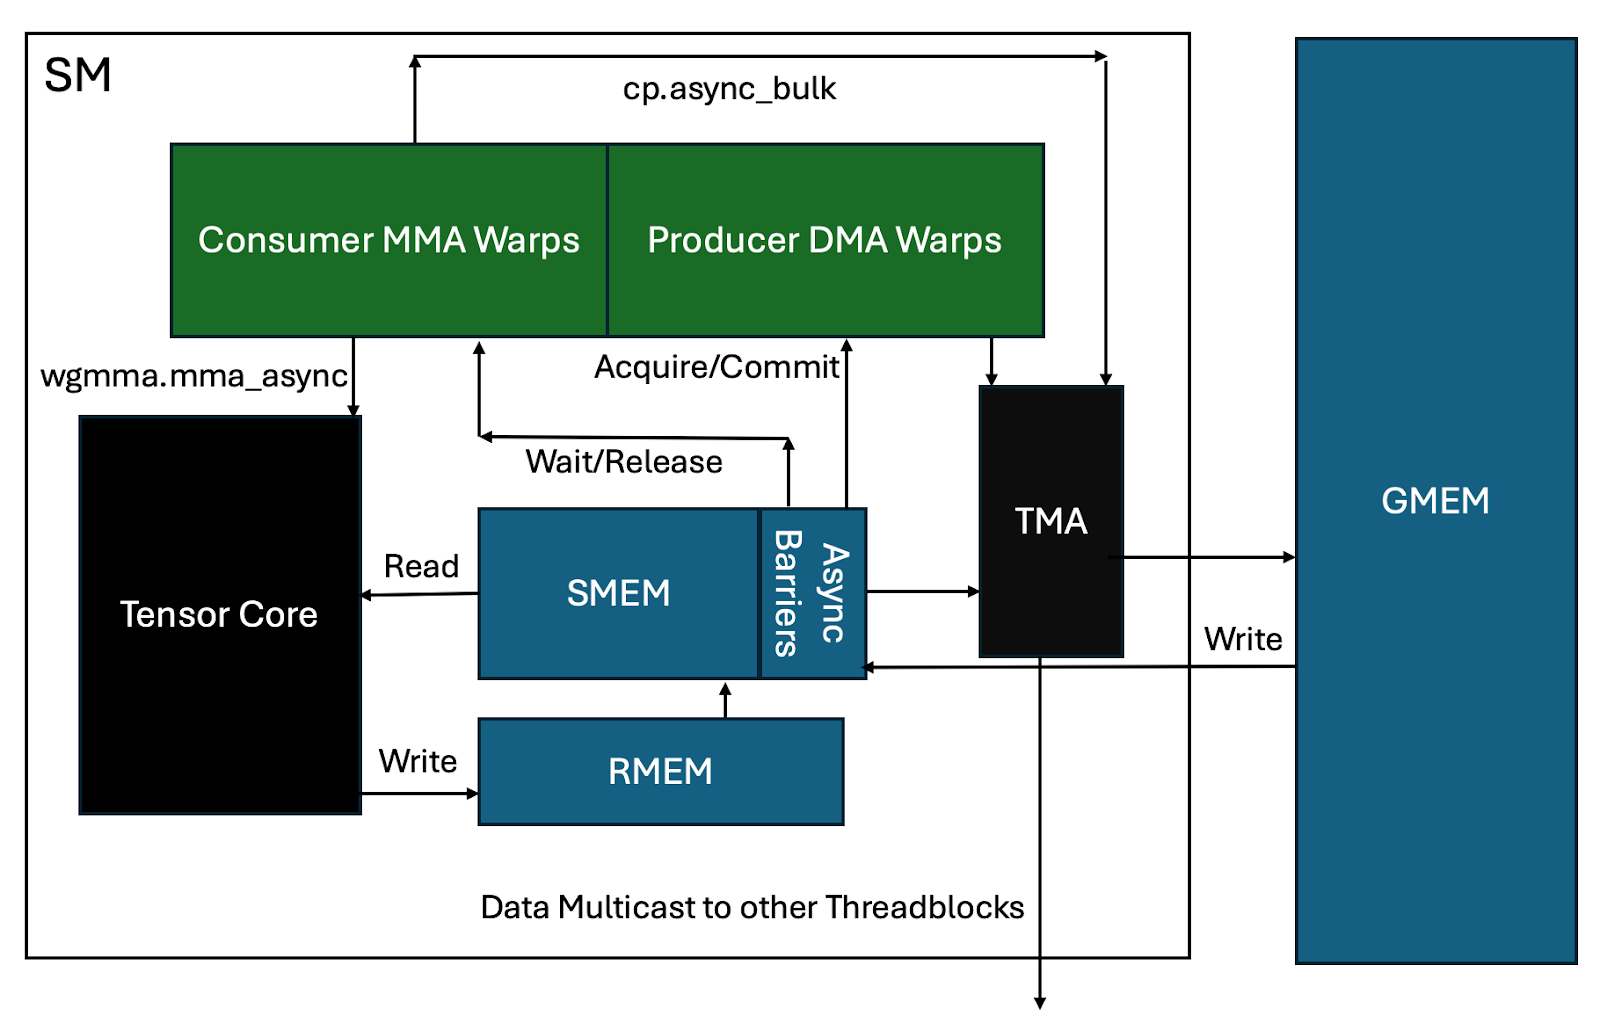 SM
cp.async_bulk
Consumer MMA Warps
Producer DMA Warps
wgmma.mma_async
Acquire/Commit
Wait/Release
Read
SMEM
Async
Barriers
TMA
GMEM
Tensor Core
Write
Write
RMEM
Data Multicast to other Threadblocks